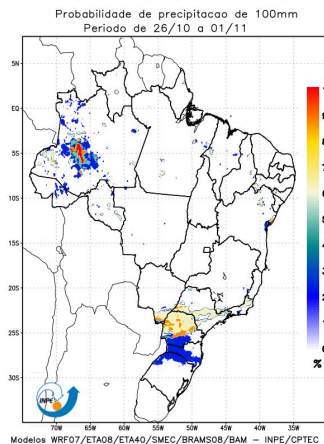 Probabilidade de precipitacao de 100mm
Periodo de 26/10 a 01/11
5N
EQ
5S
10S
15S
20S
25S
30S
70W
65W
60W
55W
50W
45W
40W
35W
%
INPE
Modelos WRF07/ETA08/ETA40/SMEC/BRAMS08/BAM – INPE/CPTEC